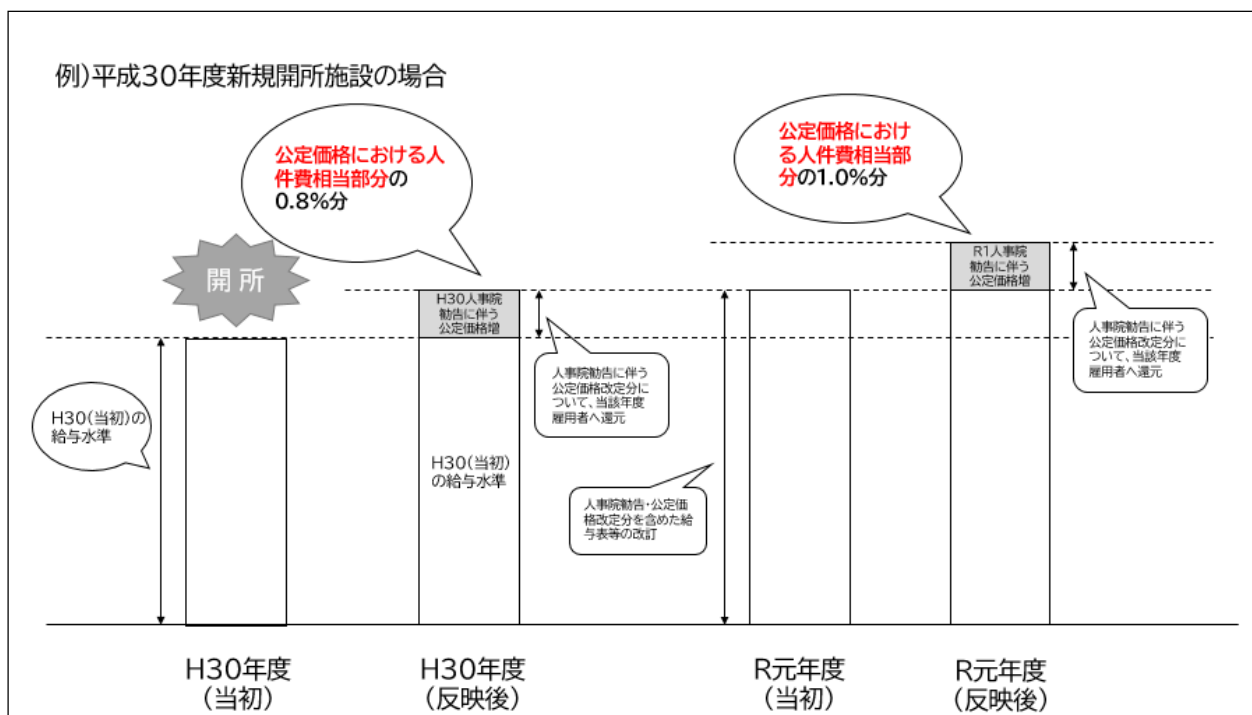 例)平成30年度新規開所施設の場合
公定価格における人
件費相当部分の
0.8%分
公定価格におけ
る人件費相当部
分の1.0%分
開所
H30人事院
勧告に伴う
公定価格増
R1人事院
勧告に伴う
公定価格増
人事院勧告に伴う
公定価格改定分に
ついて、当該年度
雇用者へ還元
人事院勧告に伴う
公定価格改定分に
ついて、当該年度
雇用者へ還元
H30(当初)の
給与水準
H30(当初)
の給与水準
人事院勧告・公定価
格改定分を含めた給
与表等の改訂
H30年度
(当初)
H30年度
(反映後)
R元年度
(当初)
R元年度
(反映後)